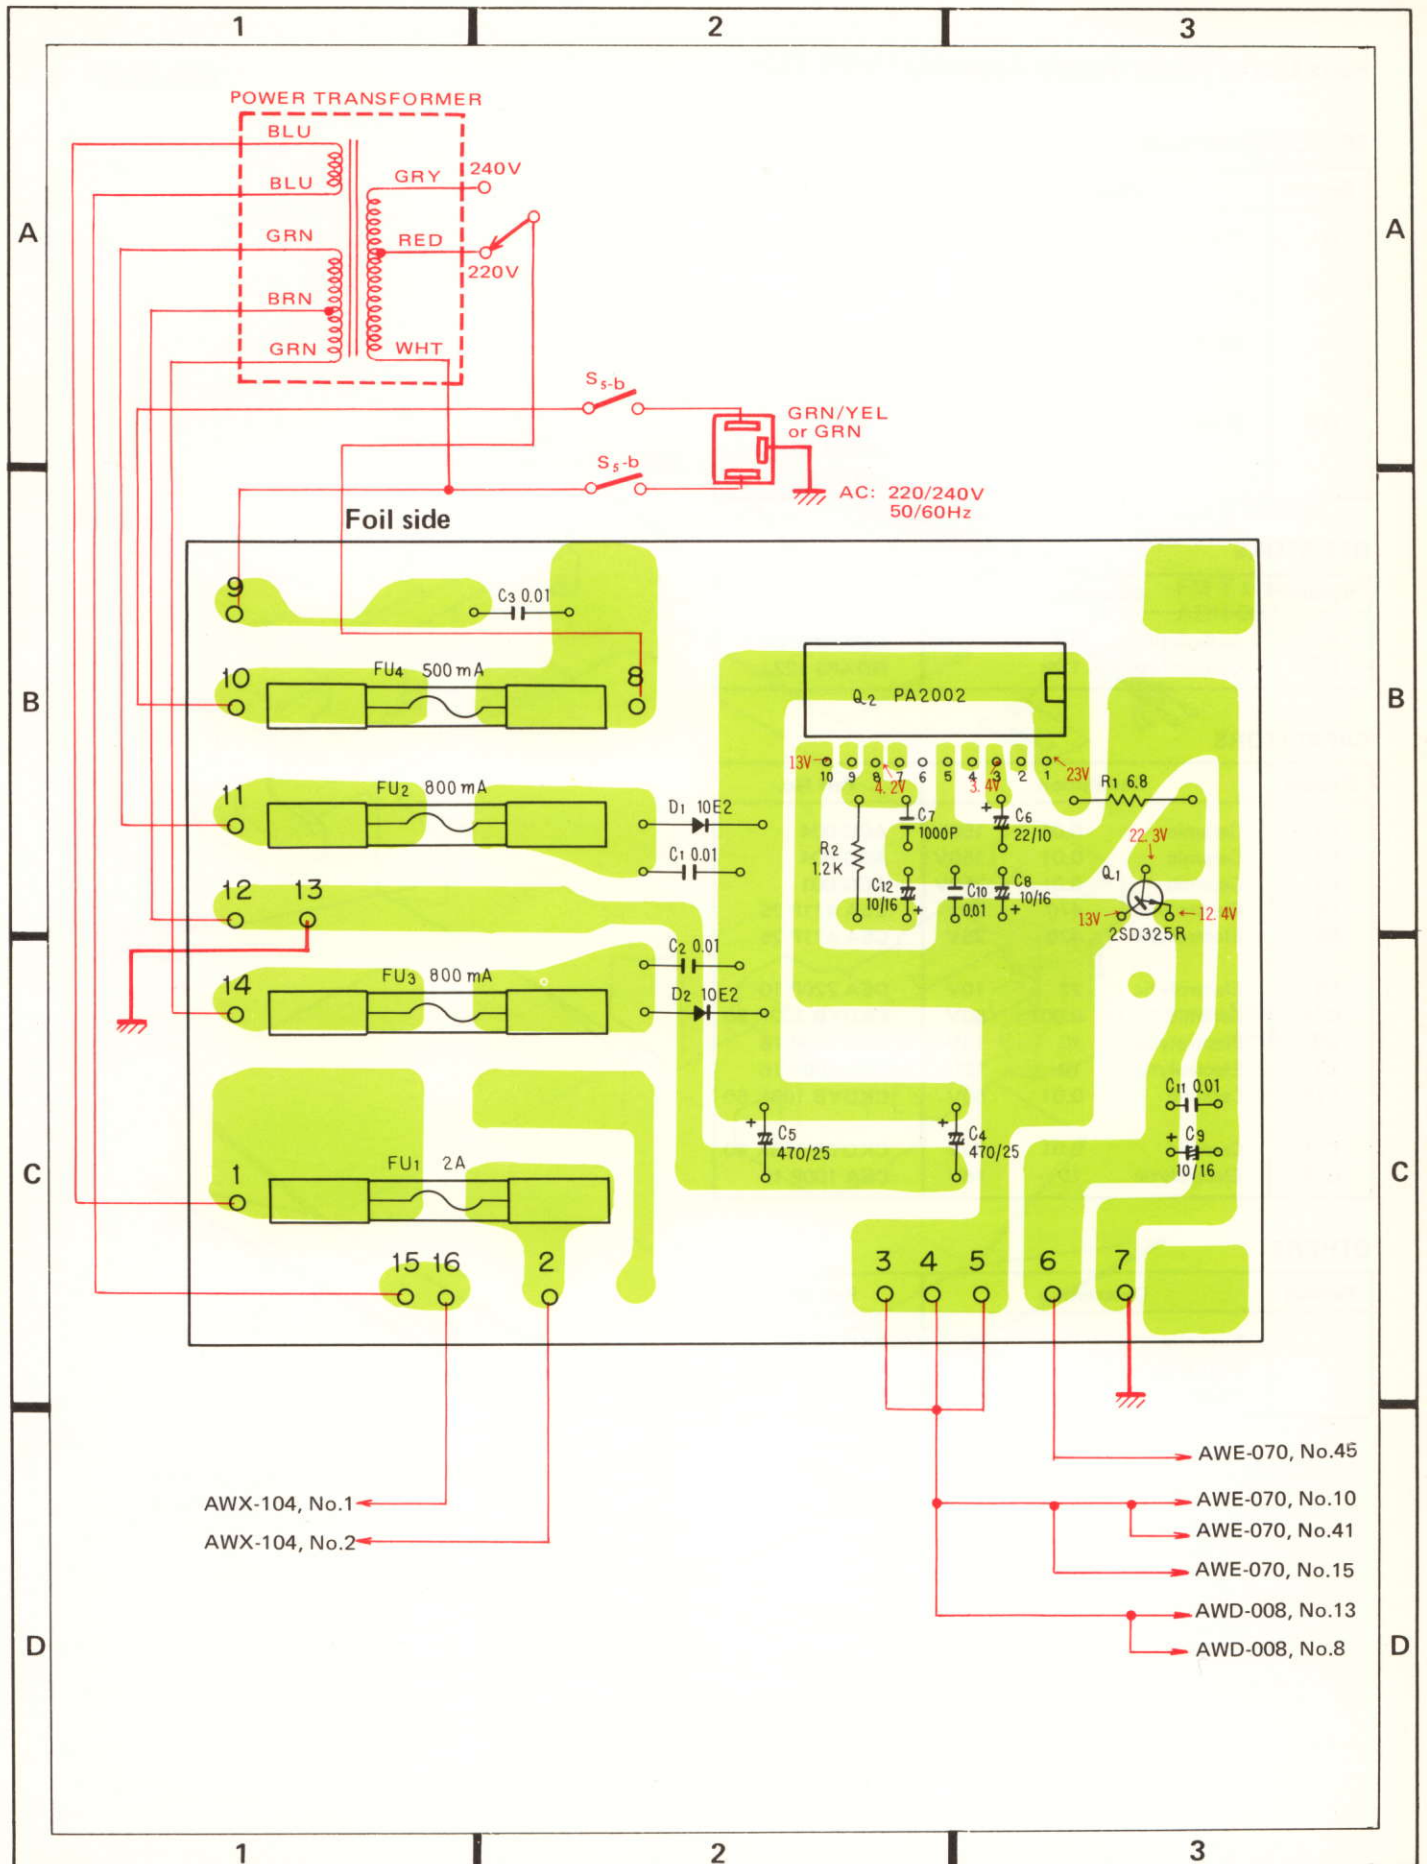 1 2 3
POWER TRANSFORMER
BLU
BLU
GRY
240V
A
GRN
RED
A
220V
BRN
GRN
WHT
S5-b
GRN/YEL
or GRN
S5-b
AC: 220/240V
50/60Hz
Foil side
9
C3 0.01
10
FU4 500mA
8
B
Q2 PA2002
B
13V
10 9 8 7 6 5 4 3 2 1
4.2V
3.4V
23V
R1 6.8
11
FU2 800mA
D1 10E2
+
C7
1000P
C6
22/10
22.3V
C1 0.01
R2
1.2K
12
13
C12
10/16
+
C10
0.01
C8
10/16
+
Q1
13V
12.4V
2SD325R
C2 0.01
14
FU3 800mA
D2 10E2
C11 0.01
+
C5
470/25
+
C4
470/25
+
C9
10/16
C
1
FU1 2A
C
15 16 2 3 4 5 6 7
AWE-070, No.45
AWX-104, No.1
AWE-070, No.10
AWE-070, No.41
AWX-104, No.2
AWE-070, No.15
AWD-008, No.13
D
AWD-008, No.8
D
1 2 3